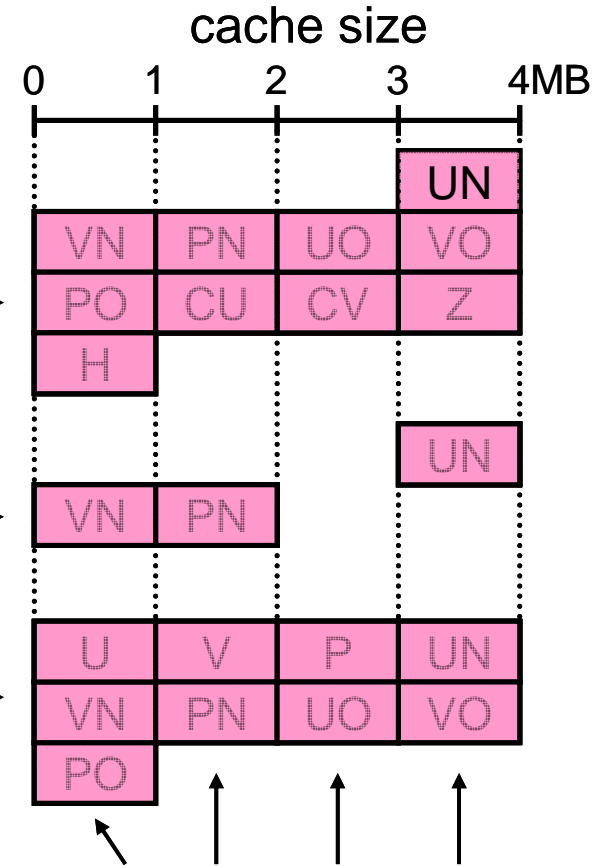 cache size
0 1 2 3 4MB
UN
VN PN UO VO
PO CU CV Z
H
UN
VN PN
U V P UN
VN PN UO VO
PO